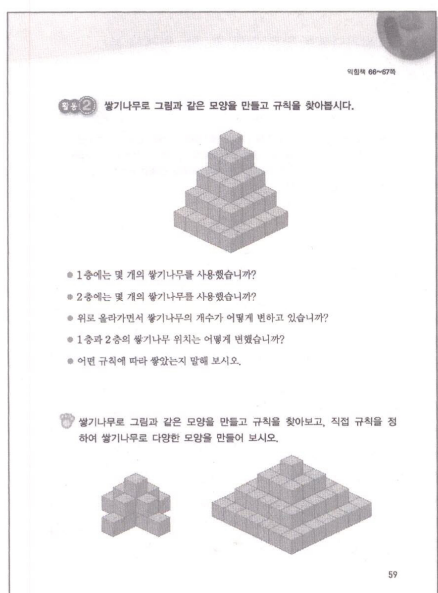 익힘책 66~67쪽
활동 2 쌓기나무로 그림과 같은 모양을 만들고 규칙을 찾아봅시다.
● 1층에는 몇 개의 쌓기나무를 사용했습니까?
● 2층에는 몇 개의 쌓기나무를 사용했습니까?
● 위로 올라가면서 쌓기나무의 개수가 어떻게 변하고 있습니까?
● 1층과 2층의 쌓기나무 위치는 어떻게 변했습니까?
● 어떤 규칙에 따라 쌓았는지 말해 보시오.
쌓기나무로 그림과 같은 모양을 만들고 규칙을 찾아보고, 직접 규칙을 정
하여 쌓기나무로 다양한 모양을 만들어 보시오.
59